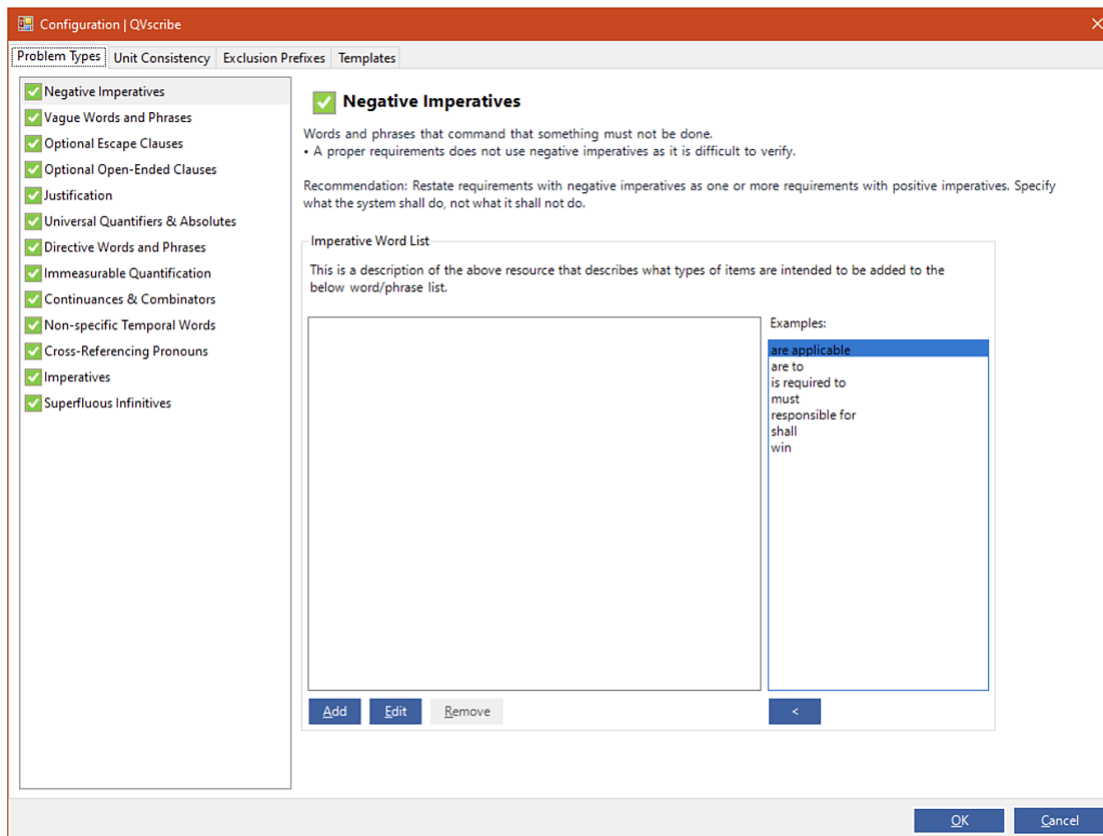 Configuration | QVscribe
Problem Types
Unit Consistency
Exclusion Prefixes
Templates
Negative Imperatives
Vague Words and Phrases
Optional Escape Clauses
Optional Open-Ended Clauses
Justification
Universal Quantifiers & Absolutes
Directive Words and Phrases
Immeasurable Quantification
Continuances & Combinators
Non-specific Temporal Words
Cross-Referencing Pronouns
Imperatives
Superfluous Infinitives
Negative Imperatives
Words and phrases that command that something must not be done.
• A proper requirements does not use negative imperatives as it is difficult to verify.
Recommendation: Restate requirements with negative imperatives as one or more requirements with positive imperatives. Specify
what the system shall do, not what it shall not do.
Imperative Word List
This is a description of the above resource that describes what types of items are intended to be added to the
below word/phrase list.
Examples:
are applicable
are to
is required to
must
responsible for
shall
win
Add
Edit
Remove
<
OK
Cancel